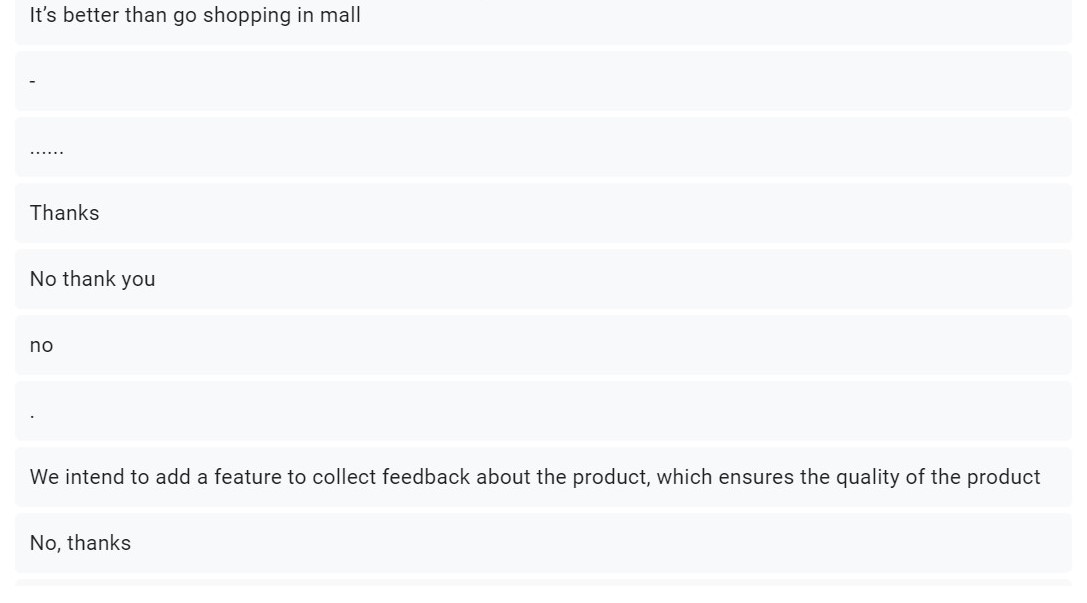 It’s better than go shopping in mall
-
......
Thanks
No thank you
no
.
We intend to add a feature to collect feedback about the product, which ensures the quality of the product
No, thanks